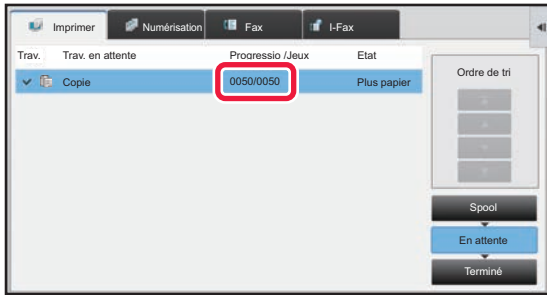 Imprimer Numérisation Fax I-Fax
Trav. Trav. en attente Progressio /Jeux Etat
Copie 0050/0050 Plus papier
Ordre de tri
Spool
En attente
Terminé